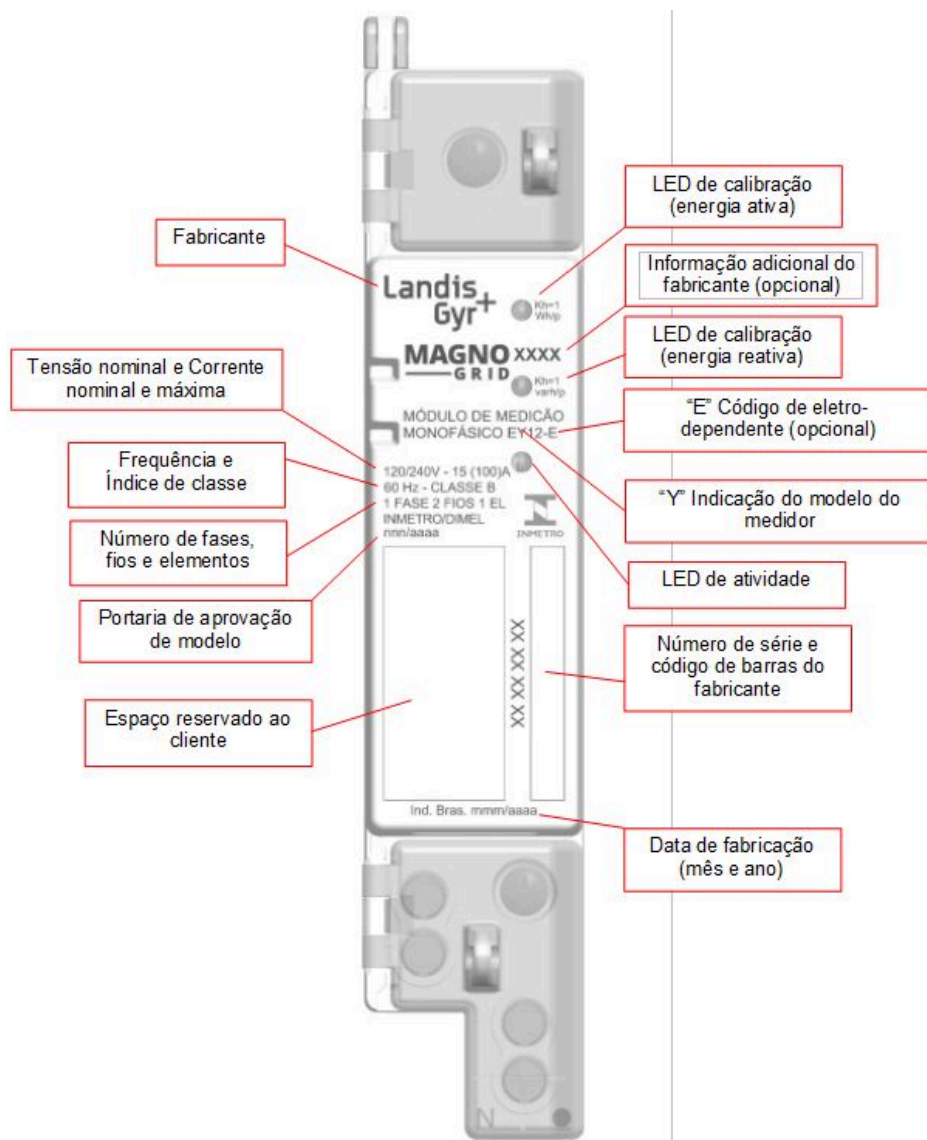 LED de calibração
(energia ativa)
Fabricante
Informação adicional do
fabricante (opcional)
Landis
Gyr+
Kh=1
Wh/p
LED de calibração
(energia reativa)
MAGNO XXXX
GRID
Kh=1
varh/p
Tensão nominal e Corrente
nominal e máxima
"E" Código de eletro-
dependente (opcional)
MÓDULO DE MEDIÇÃO
MONOFÁSICO EY12-E
Frequência e
Índice de classe
120/240V - 15 (100)A
60 Hz - CLASSE B
1 FASE 2 FIOS 1 EL
INMETRO/DIMEL
nnn/aaaa
INMETRO
"Y" Indicação do modelo do
medidor
Número de fases,
fios e elementos
LED de atividade
Portaria de aprovação
de modelo
Número de série e
código de barras do
fabricante
XX XX XX XX
Espaço reservado ao
cliente
Ind. Bras. mmm/aaaa
Data de fabricação
(mês e ano)
N